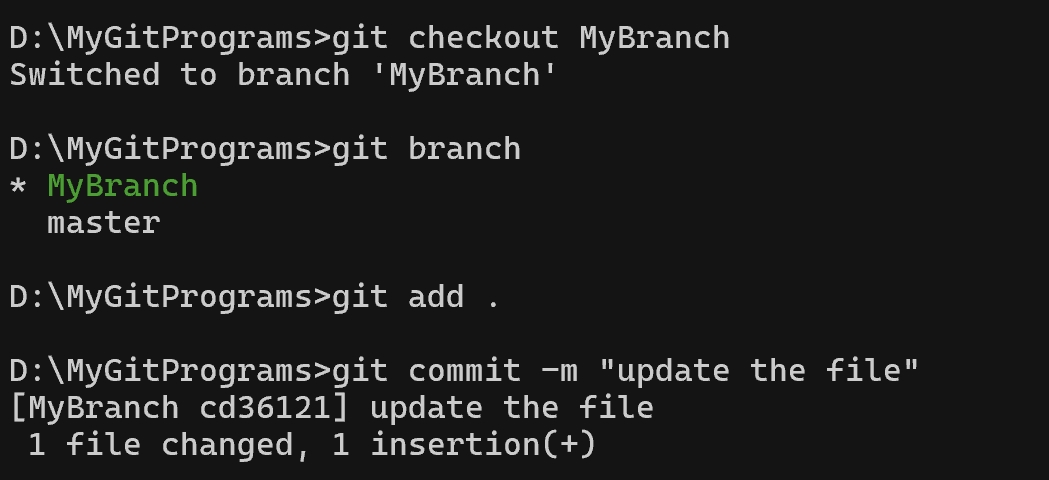 D:\MyGitPrograms>git checkout MyBranch
Switched to branch 'MyBranch'
D:\MyGitPrograms>git branch
* MyBranch
master
D:\MyGitPrograms>git add .
D:\MyGitPrograms>git commit -m "update the file"
[MyBranch cd36121] update the file
1 file changed, 1 insertion(+)